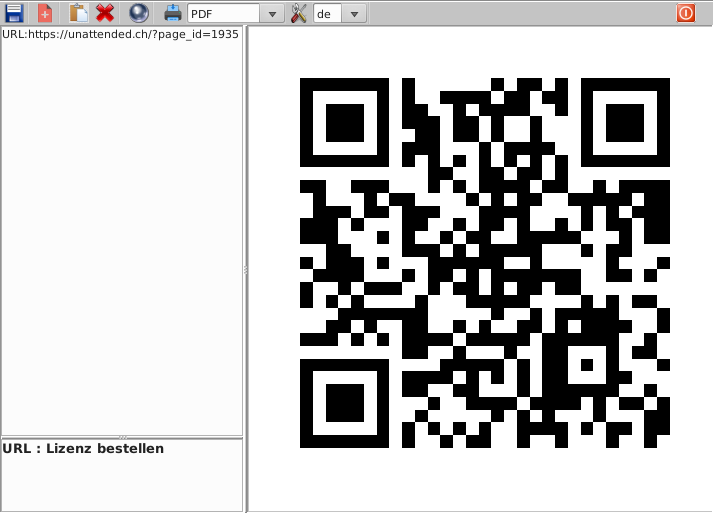 PDF de
URL:https://unattended.ch/?page_id=1935
URL : Lizenz bestellen